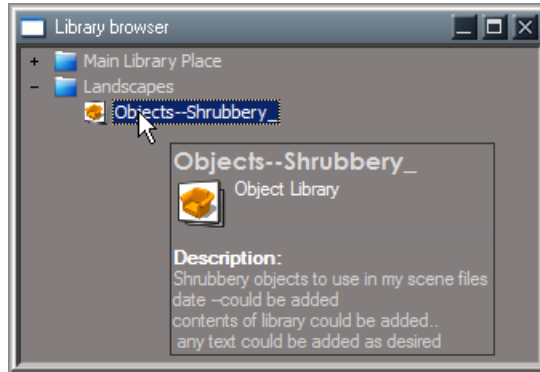 Library browser
+ Main Library Place
- Landscapes
Objects--Shrubbery_
Objects--Shrubbery_
Object Library
Description:
Shrubbery objects to use in my scene files
date --could be added
contents of library could be added..
any text could be added as desired